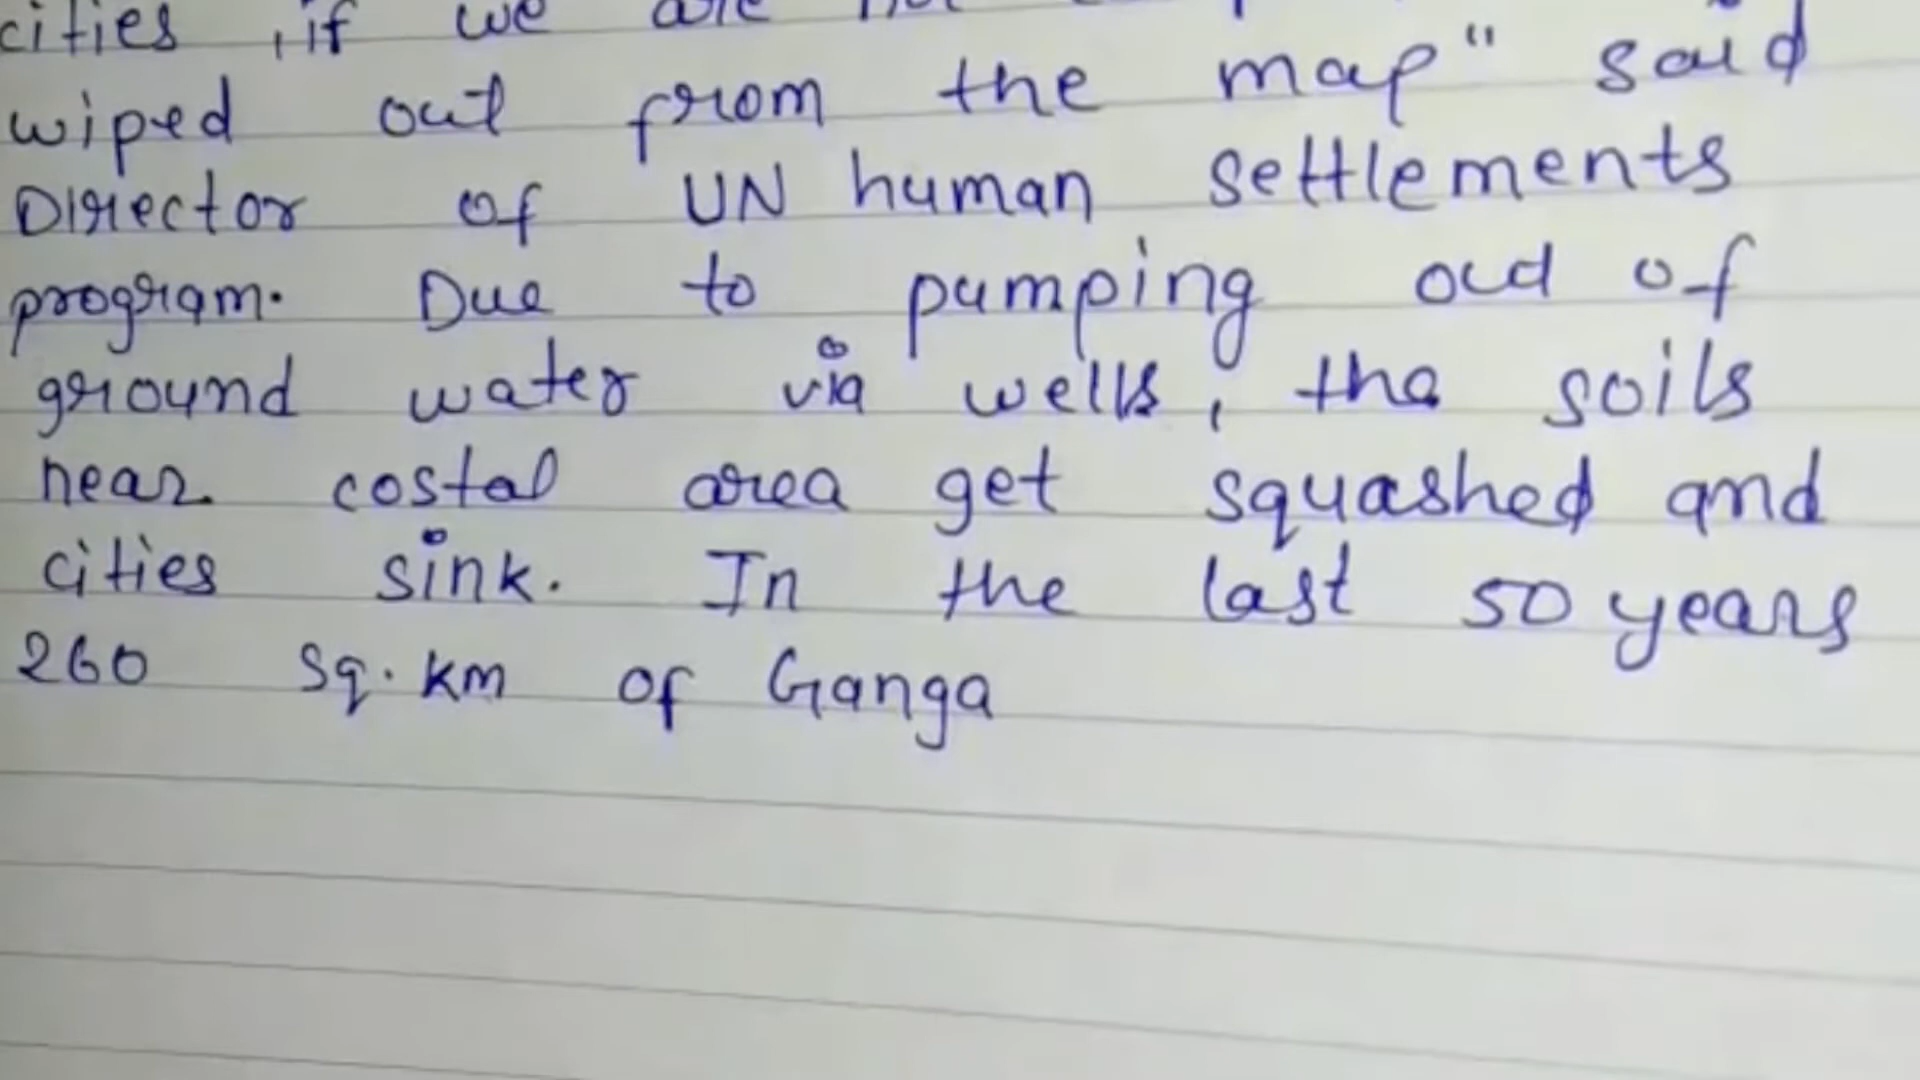 cities , if we are
wiped out from the map" said
Director of UN human settlements
program. Due to pumping oud of
ground water via wells, the soils
near costal area get squashed and
cities sink. In the last 50 years
260 sq. km of Ganga